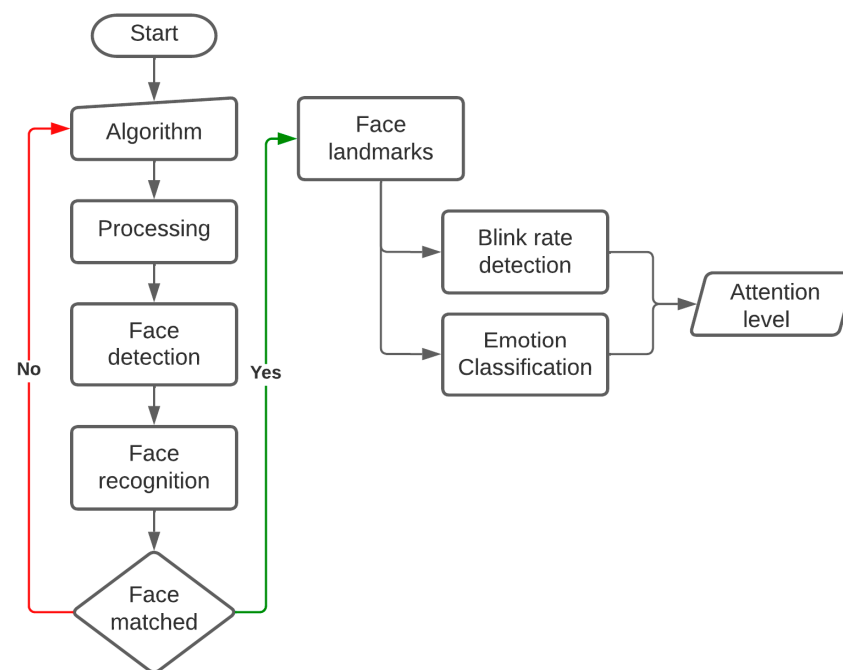 Start
Algorithm
Processing
Face
detection
Face
recognition
Face
matched
No
Yes
Face
landmarks
Blink rate
detection
Emotion
Classification
Attention
level